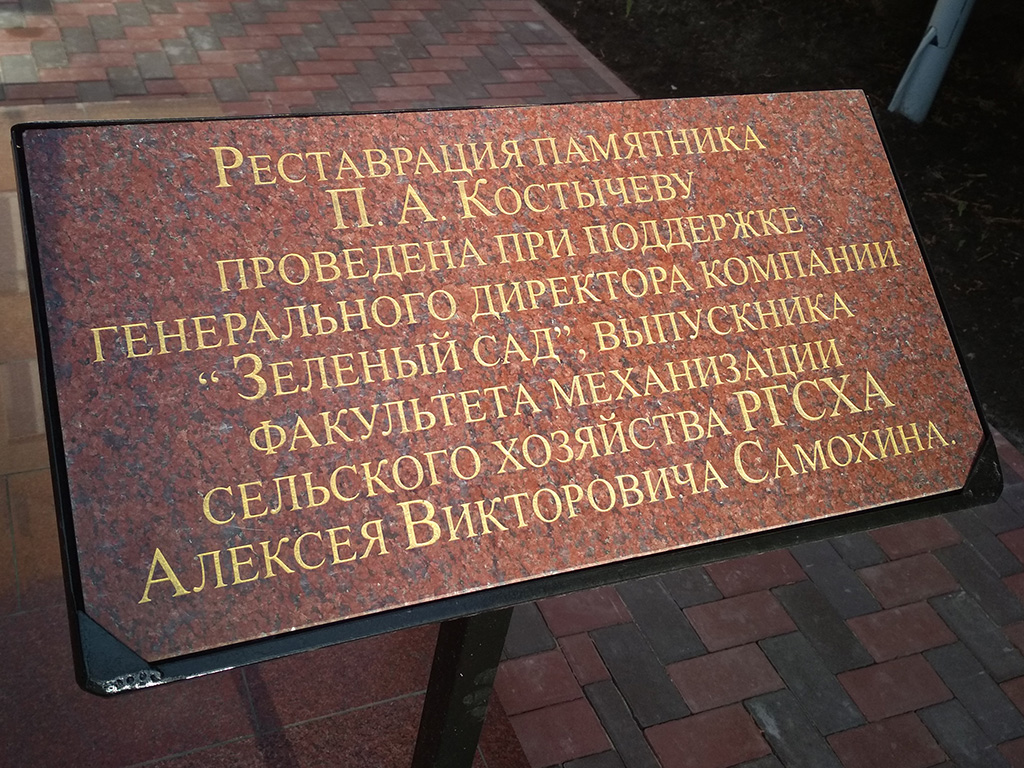 Реставрация памятника
П. А. Костычеву
проведена при поддержке
генерального директора компании
“Зеленый сад”, выпускника
факультета механизации
сельского хозяйства РГСХА
Алексея Викторовича Самохина.